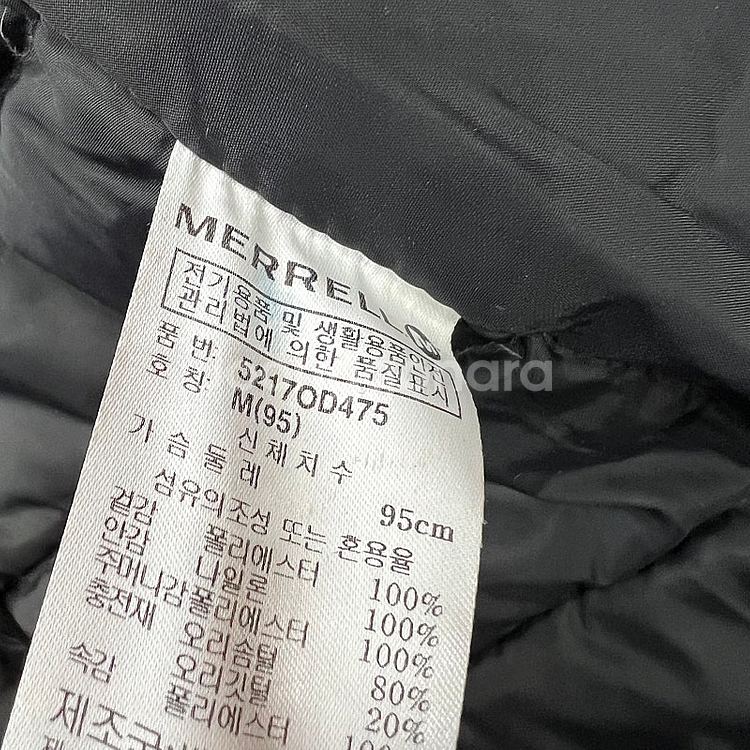 MERRELL M
전기용품 및 생활용품안전
관리법에 의한 품질표시
품 번: 5217OD475
호 칭: M(95)
신체치수
가 슴 둘 레 95cm
섬유의조성 또는 혼용율
겉감 폴리에스터 100%
안감 나일론 100%
주머니감 폴리에스터 100%
충전재 오리솜털 80%
오리깃털 20%
속감 폴리에스터
제조국
ara